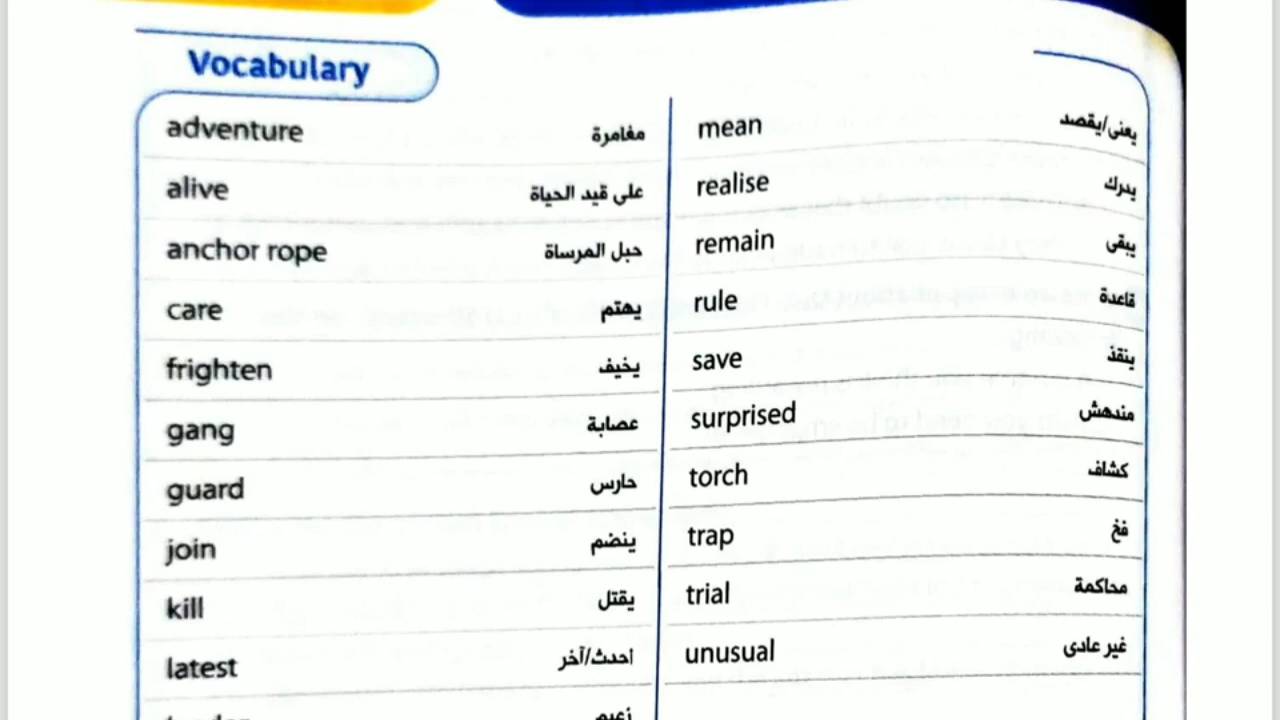 Vocabulary
adventure مغامرة
alive على قيد الحياة
anchor rope حبل المرساة
care يهتم
frighten يخيف
gang عصابة
guard حارس
join ينضم
kill يقتل
latest أحدث/آخر
زعيم
mean يعنى/يقصد
realise يدرك
remain يبقى
rule قاعدة
save ينقذ
surprised مندهش
torch كشاف
trap فخ
trial محاكمة
unusual غير عادى